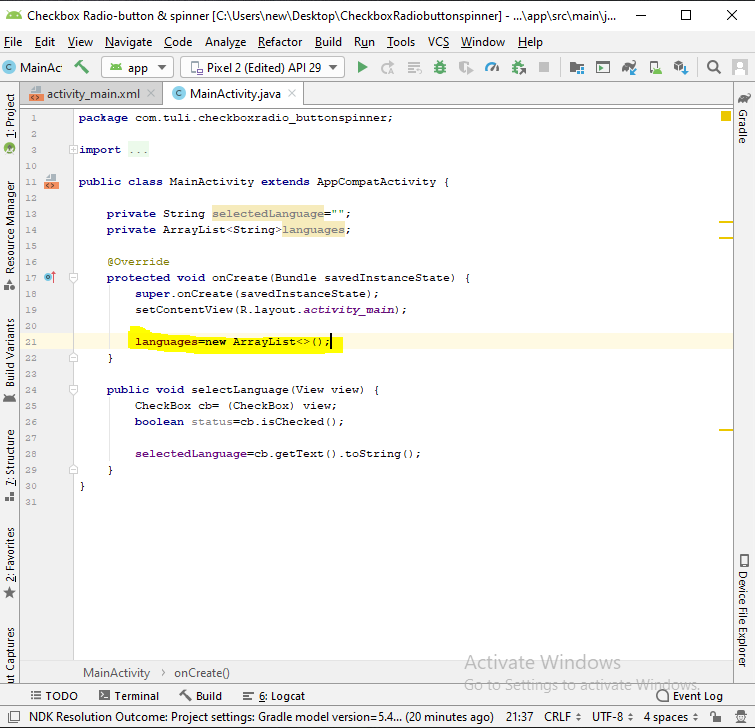 Checkbox Radio-button & spinner [C:\Users\new\Desktop\CheckboxRadiobuttonspinner] - ...\app\src\main\j...
File Edit View Navigate Code Analyze Refactor Build Run Tools VCS Window Help
MainAc app Pixel 2 (Edited) API 29
activity_main.xml MainActivity.java
1 package com.tuli.checkboxradio_buttonspinner;
2
3 import ...
10
11 public class MainActivity extends AppCompatActivity {
12
13 private String selectedLanguage="";
14 private ArrayList<String>languages;
15
16 @Override
17 protected void onCreate(Bundle savedInstanceState) {
18 super.onCreate(savedInstanceState);
19 setContentView(R.layout.activity_main);
20
21 languages=new ArrayList<>();
22 }
23
24 public void selectLanguage(View view) {
25 CheckBox cb= (CheckBox) view;
26 boolean status=cb.isChecked();
27
28 selectedLanguage=cb.getText().toString();
29 }
30 }
31
1: Project
Resource Manager
Build Variants
7: Structure
2: Favorites
ut Captures
Gradle
Device File Explorer
MainActivity › onCreate()
Activate Windows
Go to Settings to activate Windows.
TODO Terminal Build 6: Logcat Event Log
NDK Resolution Outcome: Project settings: Gradle model version=5.4... (20 minutes ago) 21:37 CRLF UTF-8 4 spaces